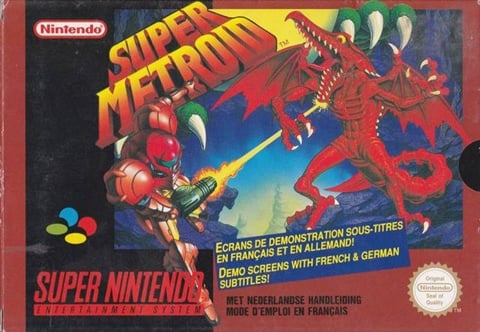 Nintendo
SUPER
METROID
TM
ECRANS DE DEMONSTRATION SOUS-TITRES
EN FRANÇAIS ET EN ALLEMAND!
DEMO SCREENS WITH FRENCH & GERMAN
SUBTITLES!
SUPER NINTENDO
ENTERTAINMENT SYSTEM
MET NEDERLANDSE HANDLEIDING
MODE D'EMPLOI EN FRANÇAIS
Original
Nintendo
Seal of
Quality
TM